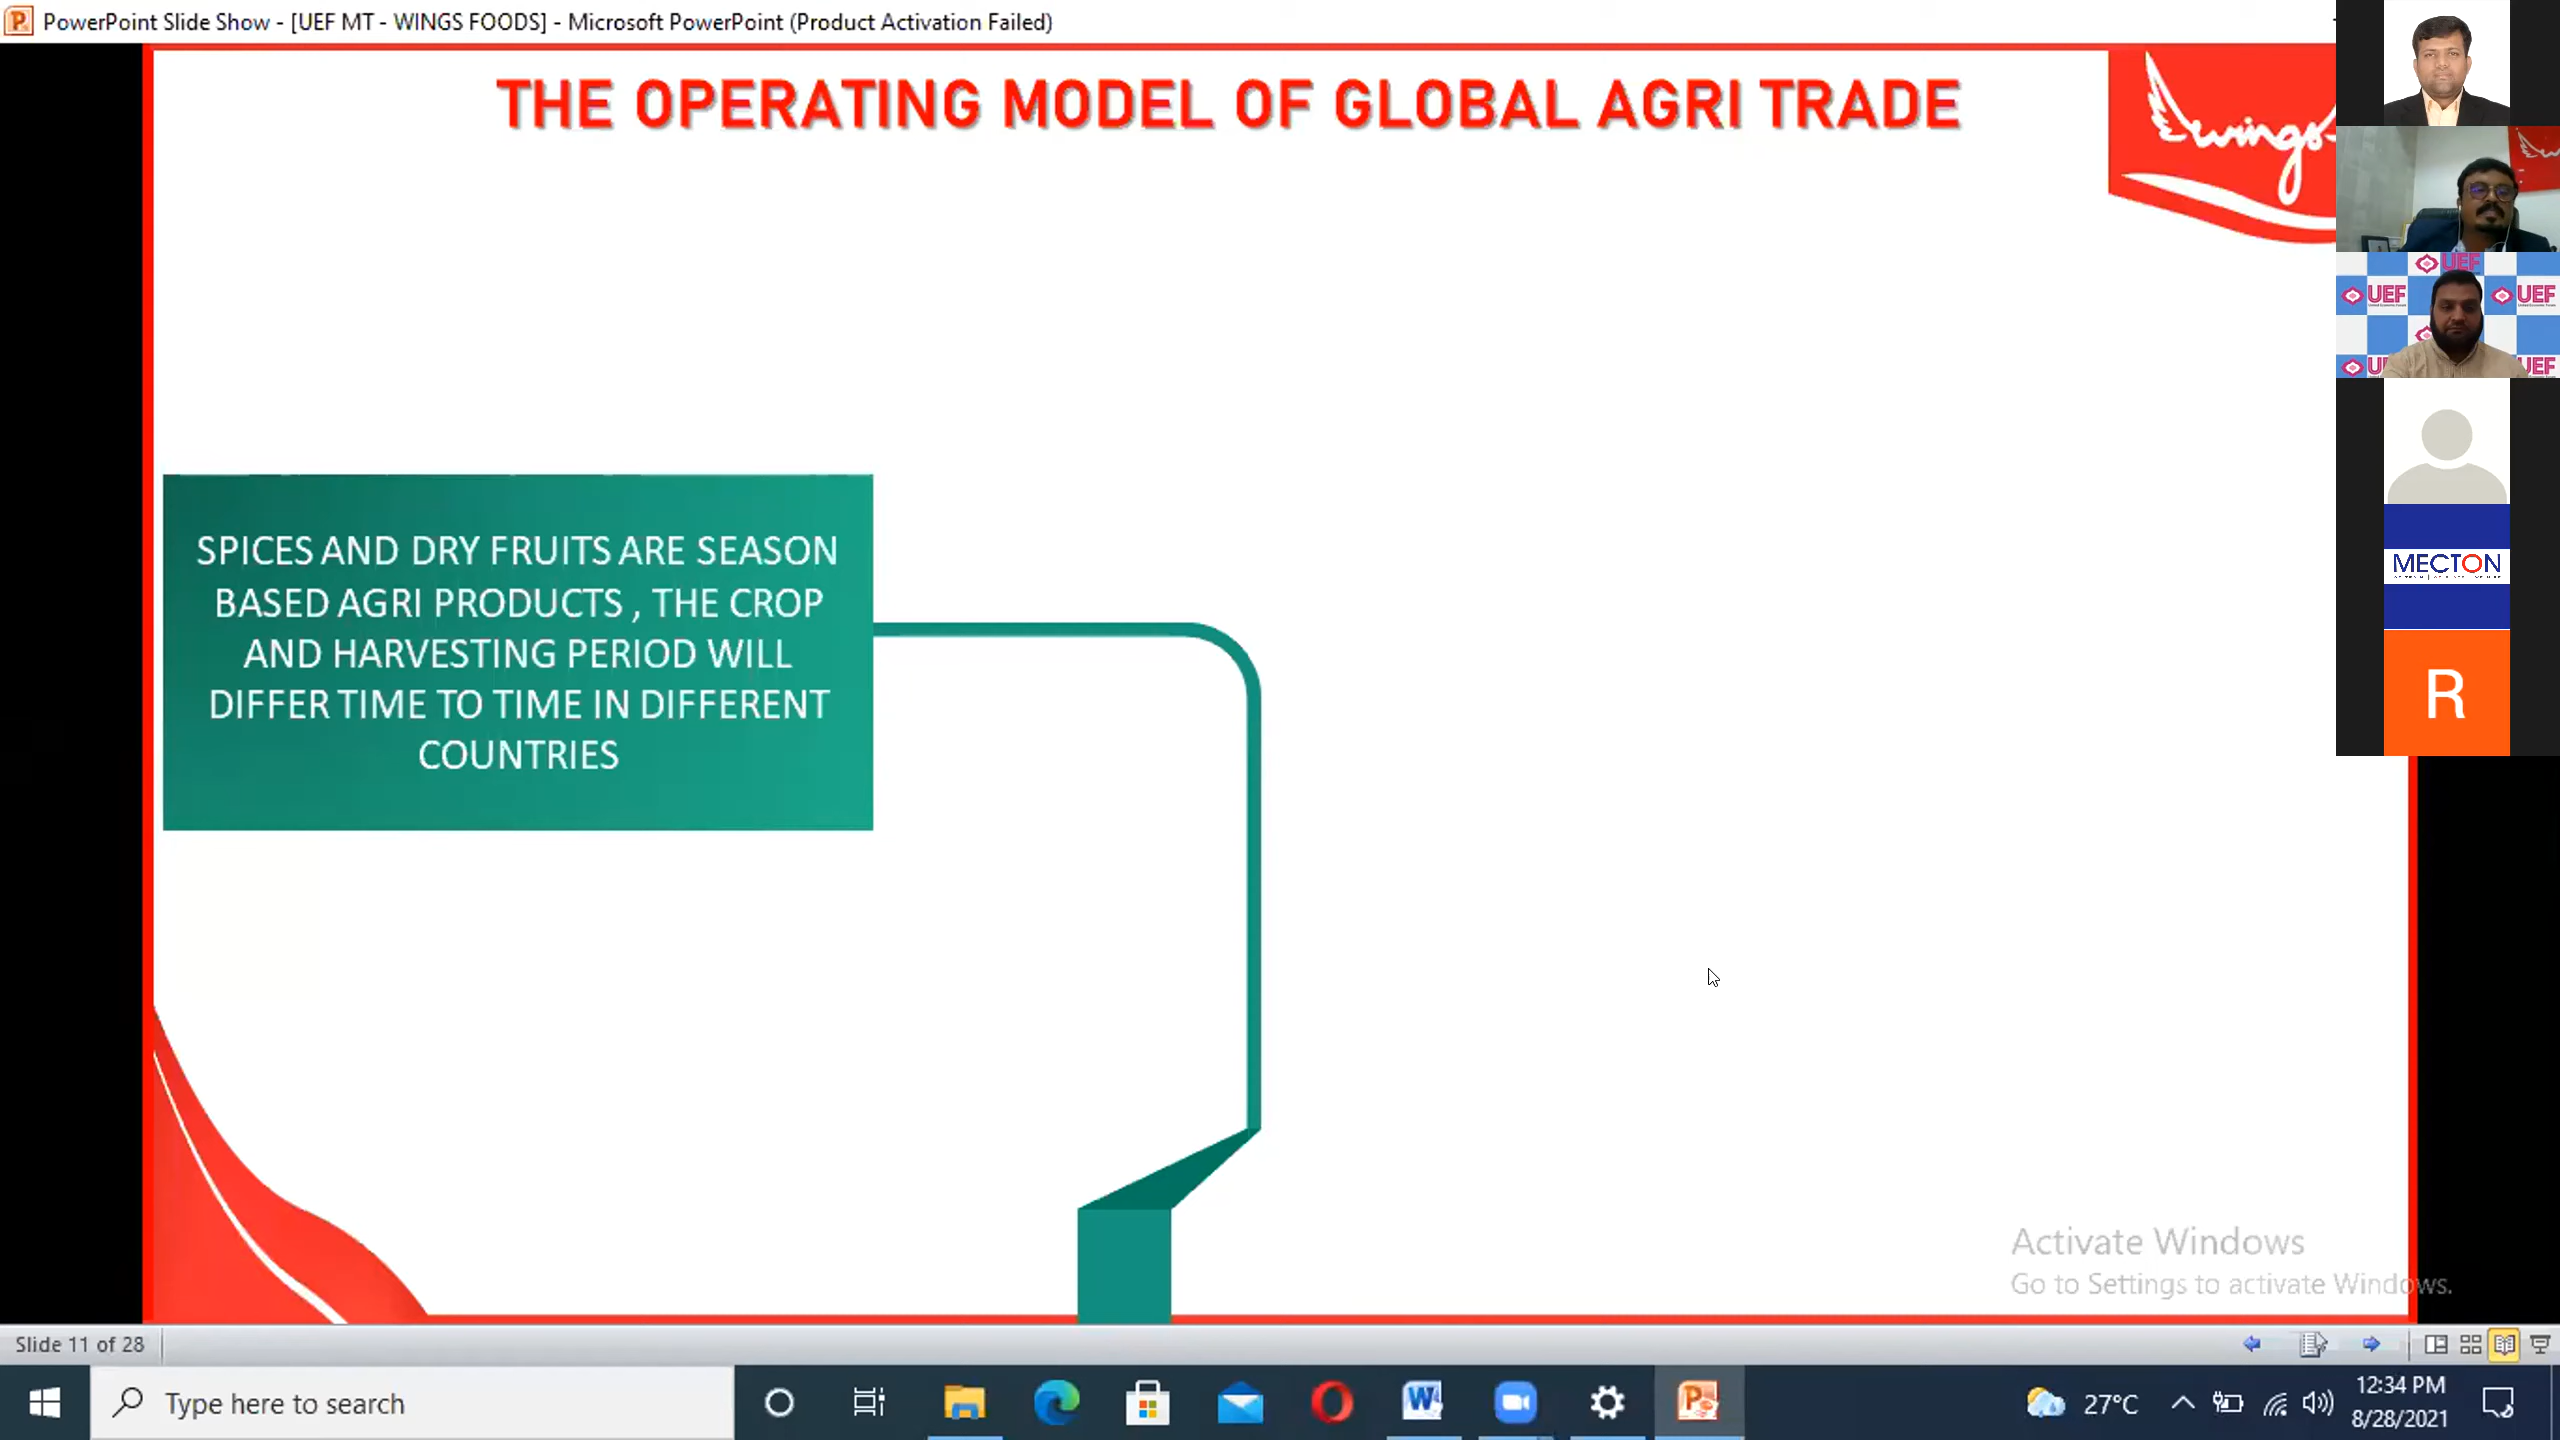 PowerPoint Slide Show - [UEF MT - WINGS FOODS] - Microsoft PowerPoint (Product Activation Failed)
THE OPERATING MODEL OF GLOBAL AGRI TRADE
wings
UEF
UEF
UEF
UEF
MECTON
R
SPICES AND DRY FRUITS ARE SEASON
BASED AGRI PRODUCTS , THE CROP
AND HARVESTING PERIOD WILL
DIFFER TIME TO TIME IN DIFFERENT
COUNTRIES
Activate Windows
Go to Settings to activate Windows.
Slide 11 of 28
Type here to search
27°C
12:34 PM
8/28/2021